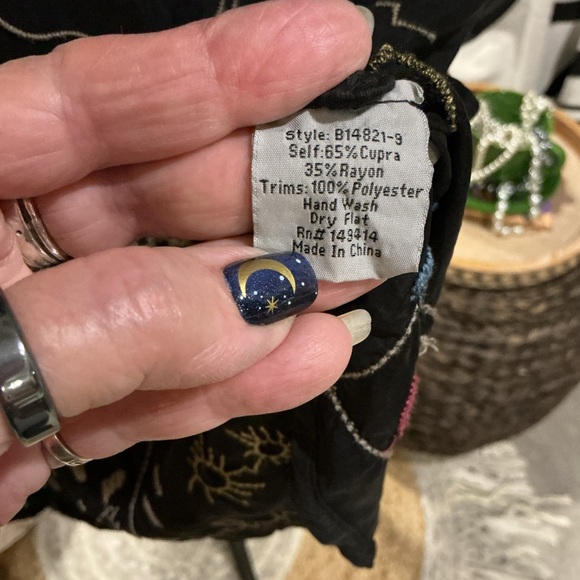 style: B14821-9
Self:65% Cupra
35% Rayon
Trims:100% Polyester
Hand Wash
Dry Flat
Rn# 149414
Made In China